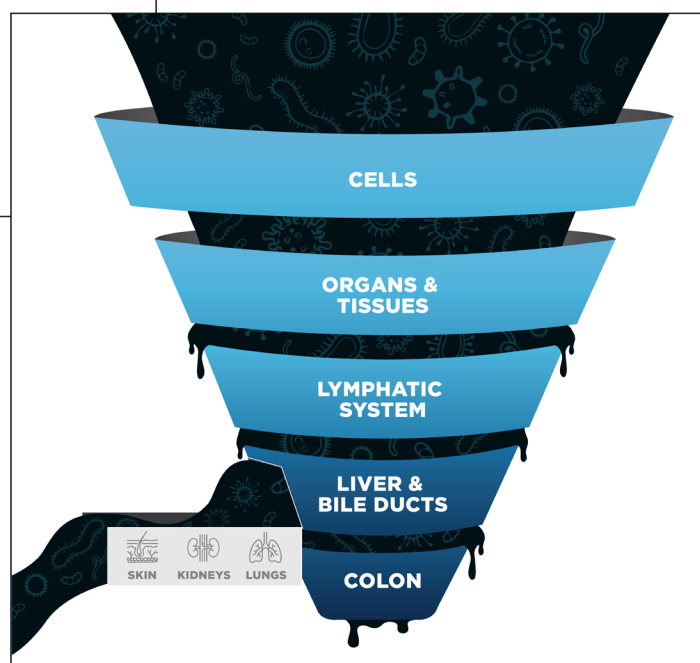 CELLS
ORGANS &
TISSUES
LYMPHATIC
SYSTEM
LIVER &
BILE DUCTS
SKIN KIDNEYS LUNGS
COLON